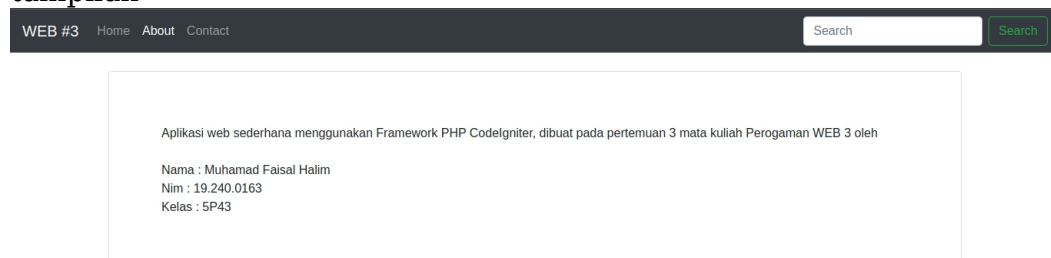 tampilan
WEB #3 Home About Contact Search Search
Aplikasi web sederhana menggunakan Framework PHP CodeIgniter, dibuat pada pertemuan 3 mata kuliah Perogaman WEB 3 oleh
Nama : Muhamad Faisal Halim
Nim : 19.240.0163
Kelas : 5P43